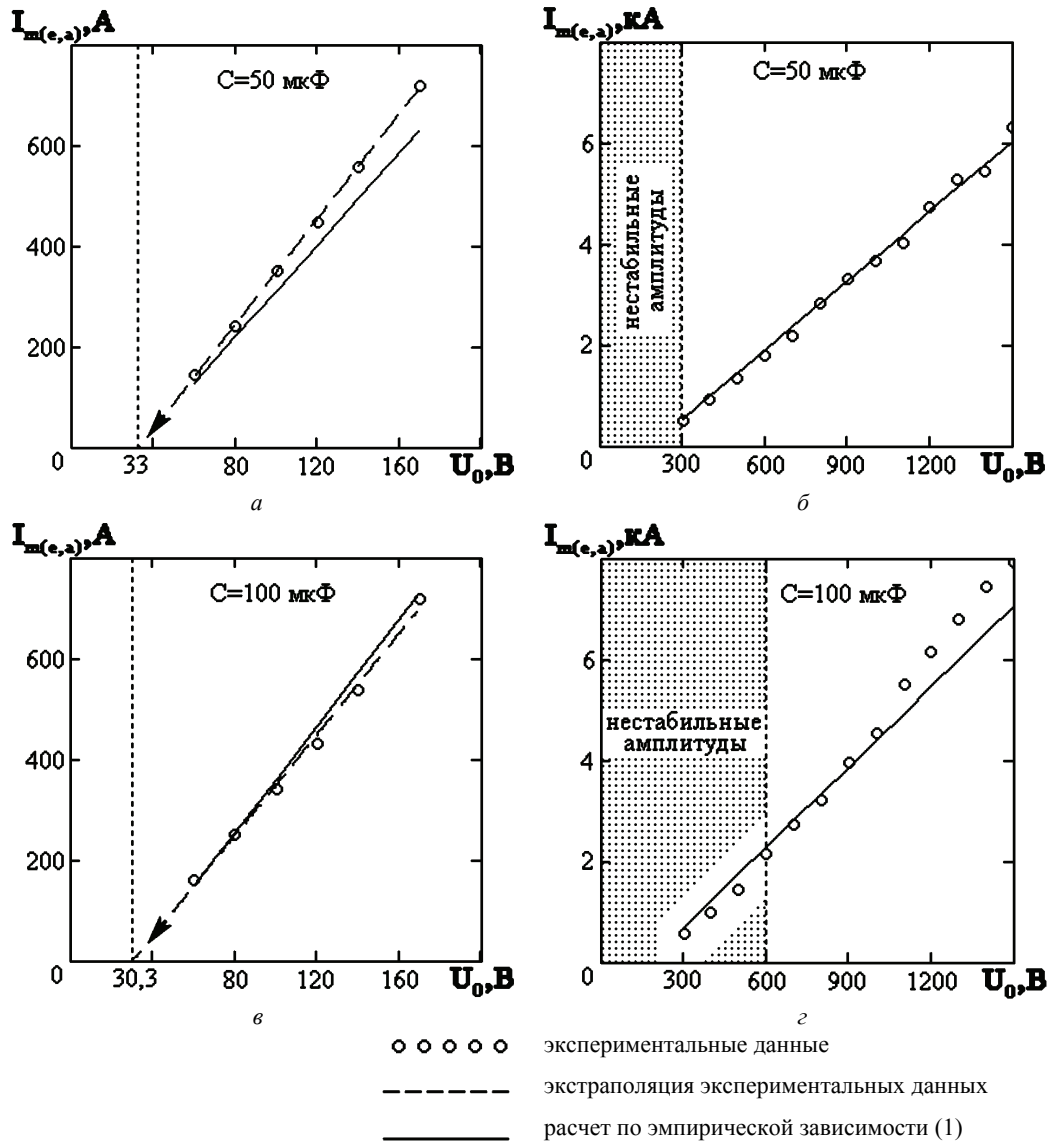 I_m(e,a),А
C=50 мкФ
600
400
200
0
33
80
120
160
U_0,В
а
I_m(e,a),кА
C=50 мкФ
6
4
2
0
нестабильные
амплитуды
300
600
900
1200
U_0,В
б
I_m(e,a),А
C=100 мкФ
600
400
200
0
30,3
80
120
160
U_0,В
в
I_m(e,a),кА
C=100 мкФ
6
4
2
0
нестабильные
амплитуды
300
600
900
1200
U_0,В
г
экспериментальные данные
экстраполяция экспериментальных данных
расчет по эмпирической зависимости (1)